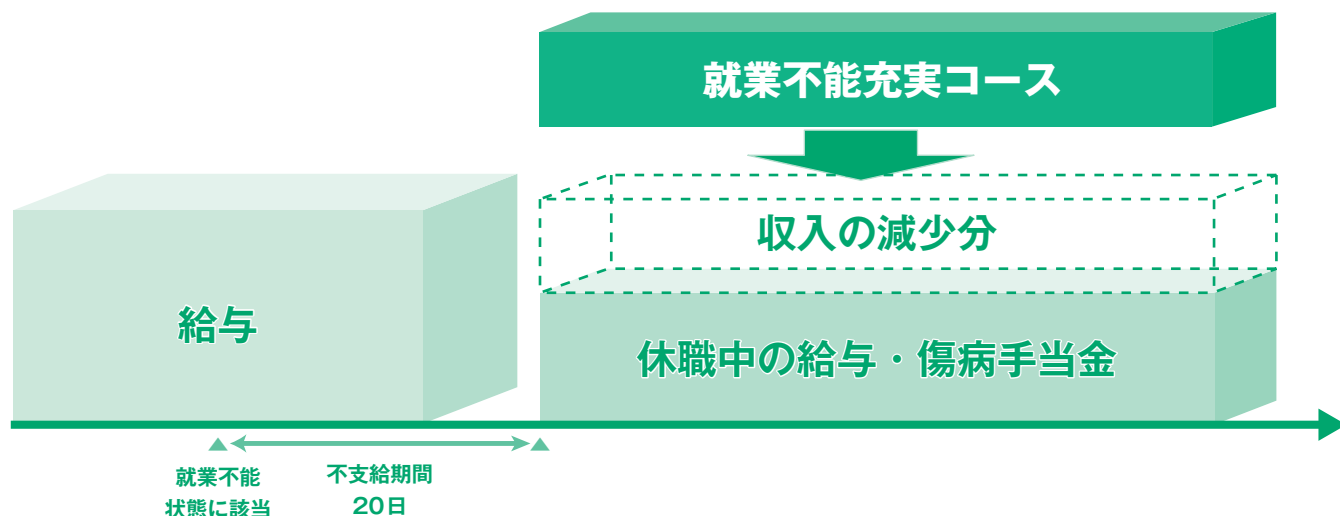 就業不能充実コース
収入の減少分
給与
休職中の給与・傷病手当金
就業不能
状態に該当
不支給期間
20日